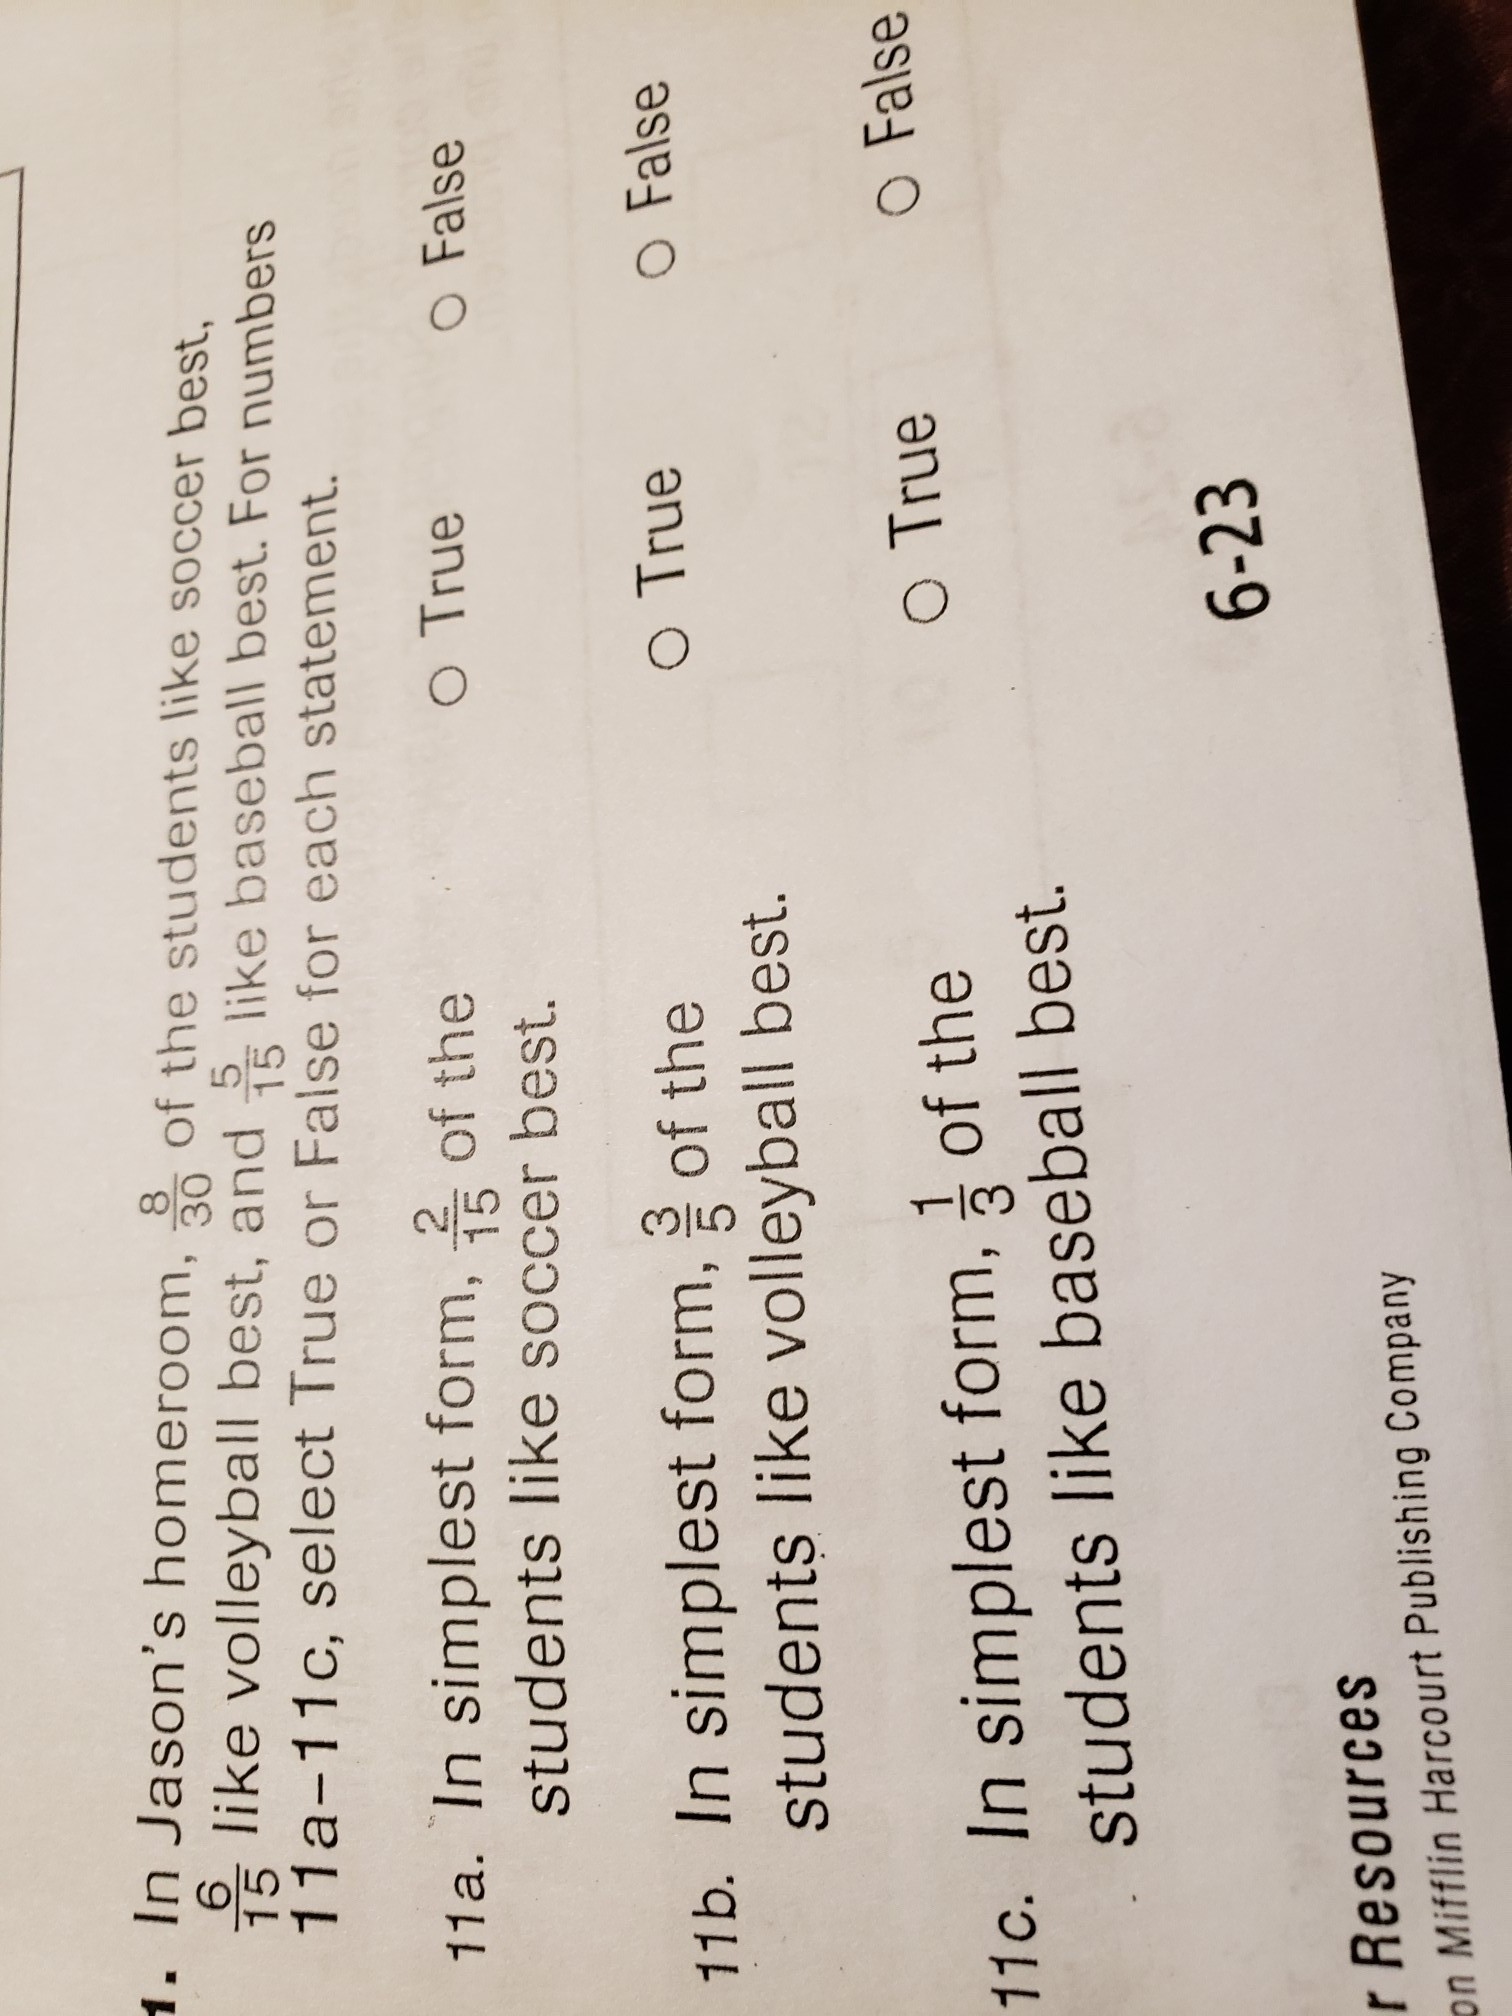 1. In Jason's homeroom, 8/30 of the students like soccer best,
6/15 like volleyball best, and 5/15 like baseball best. For numbers
11a–11c, select True or False for each statement.
11a. In simplest form, 2/15 of the ○ True ○ False
students like soccer best.
11b. In simplest form, 3/5 of the ○ True ○ False
students like volleyball best.
11c. In simplest form, 1/3 of the ○ True ○ False
students like baseball best.
6-23
r Resources
on Mifflin Harcourt Publishing Company